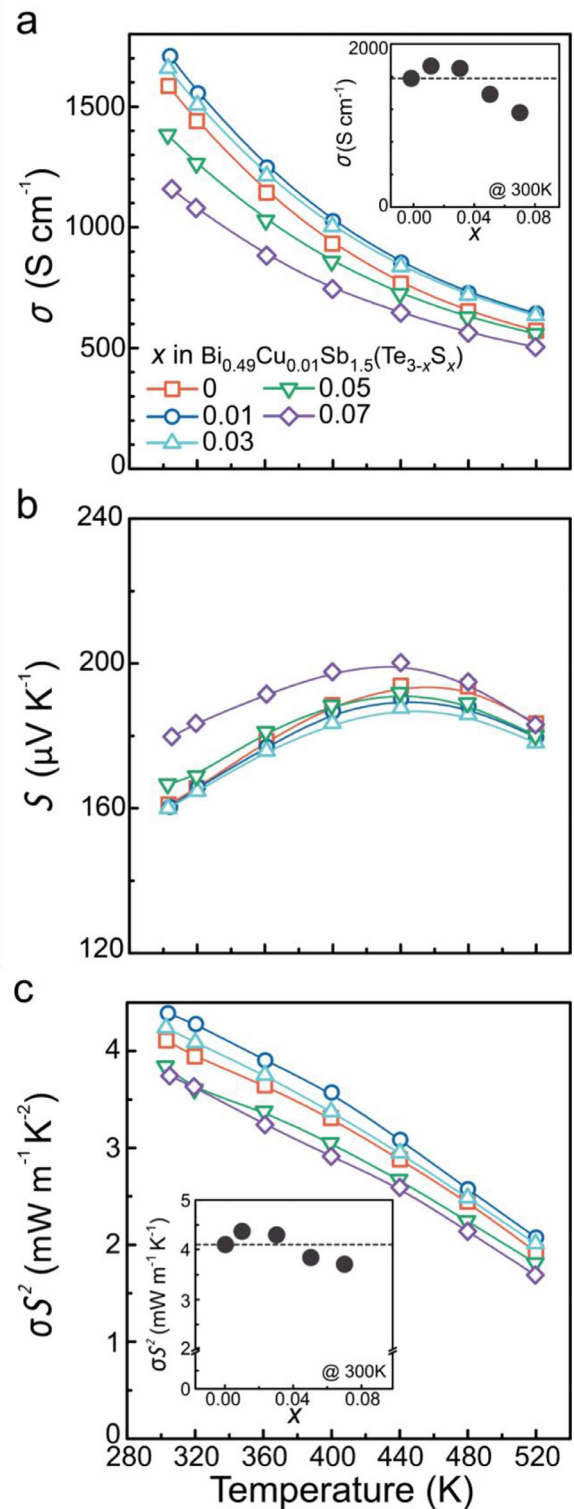 a
1500
1000
500
0
σ (S cm⁻¹)
2000
0
σ(S cm⁻¹)
@ 300K
0.00 0.04 0.08
x
x in Bi₀.₄₉Cu₀.₀₁Sb₁.₅(Te₃₋ₓSₓ)
0 0.05
0.01 0.07
0.03
b
240
200
160
120
S (μV K⁻¹)
c
4
3
2
1
0
σS² (mW m⁻¹K⁻²)
5
4
3
2
0
σS² (mW m⁻¹ K⁻¹)
@ 300K
0.00 0.04 0.08
x
280 320 360 400 440 480 520
Temperature (K)